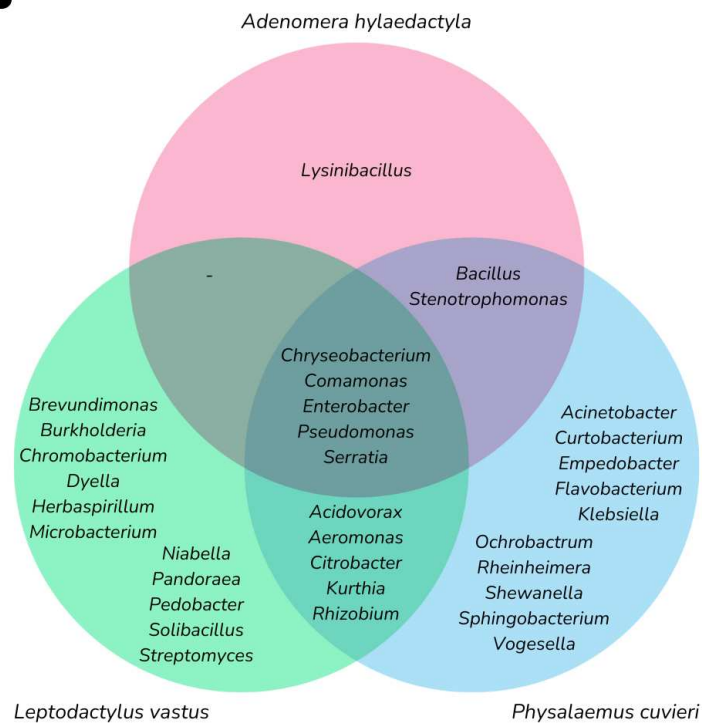 Adenomera hylaedactyla
Lysinibacillus
-
Bacillus
Stenotrophomonas
Chryseobacterium
Comamonas
Enterobacter
Pseudomonas
Serratia
Brevundimonas
Burkholderia
Chromobacterium
Dyella
Herbaspirillum
Microbacterium
Niabella
Pandoraea
Pedobacter
Solibacillus
Streptomyces
Acidovorax
Aeromonas
Citrobacter
Kurthia
Rhizobium
Acinetobacter
Curtobacterium
Empedobacter
Flavobacterium
Klebsiella
Ochrobactrum
Rheinheimera
Shewanella
Sphingobacterium
Vogesella
Leptodactylus vastus
Physalaemus cuvieri